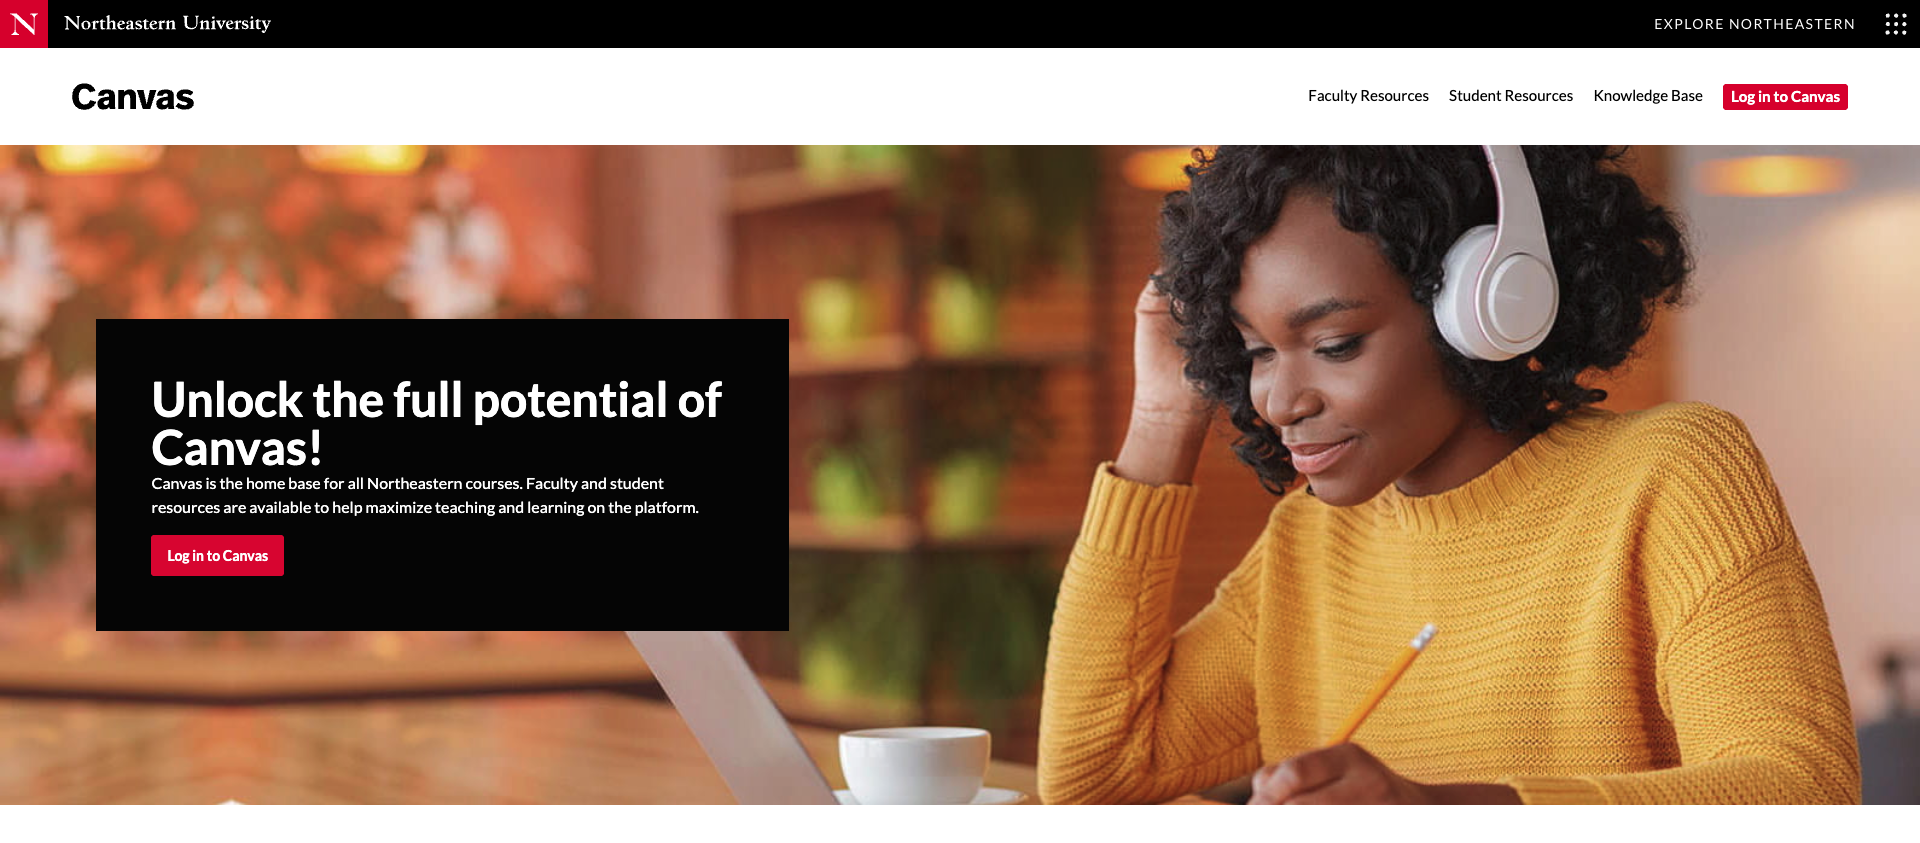 N Northeastern University
EXPLORE NORTHEASTERN
Canvas
Faculty Resources
Student Resources
Knowledge Base
Log in to Canvas
Unlock the full potential of
Canvas!
Canvas is the home base for all Northeastern courses. Faculty and student
resources are available to help maximize teaching and learning on the platform.
Log in to Canvas